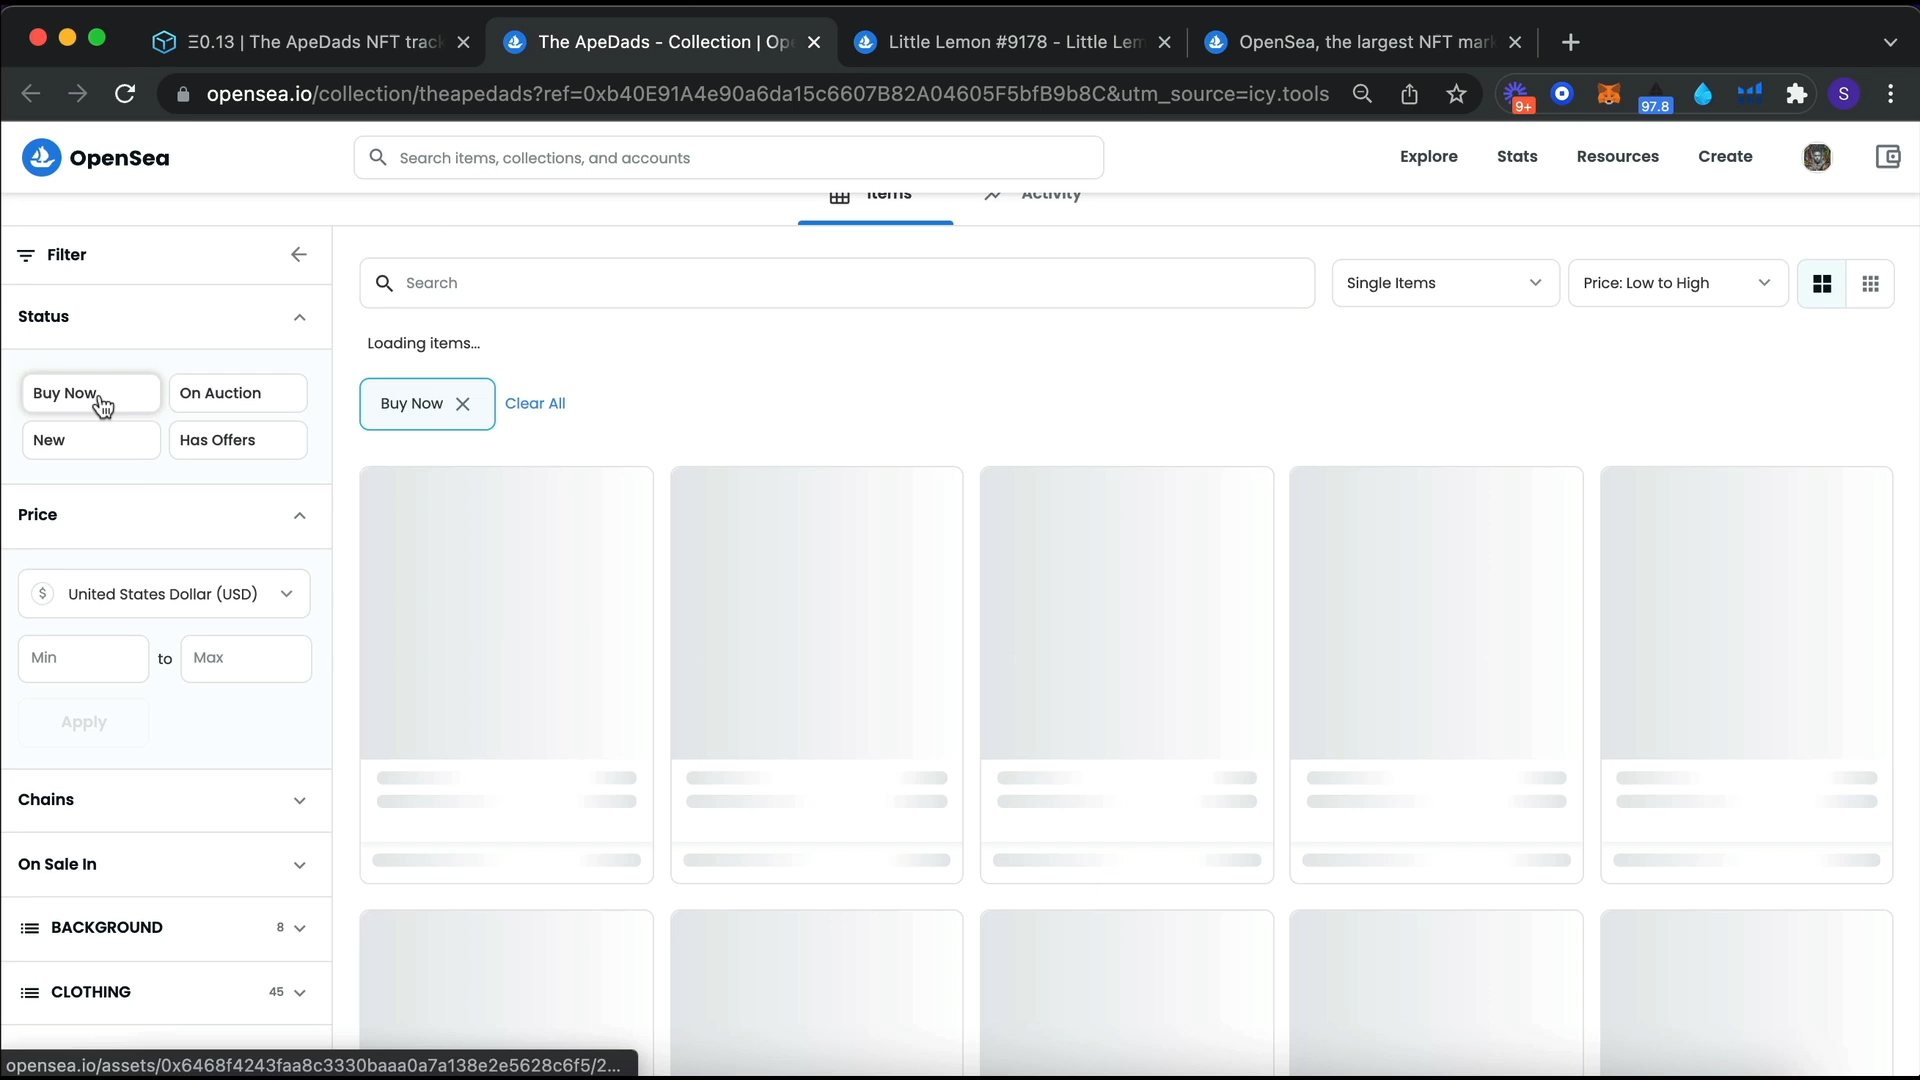 Ξ0.13 | The ApeDads NFT track
The ApeDads - Collection | Ope
Little Lemon #9178 - Little Lem
OpenSea, the largest NFT mark
opensea.io/collection/theapedads?ref=0xb40E91A4e90a6da15c6607B82A04605F5bfB9b8C&utm_source=icy.tools
9+
97.8
S
OpenSea
Search items, collections, and accounts
Explore
Stats
Resources
Create
Items
Activity
Filter
Search
Single Items
Price: Low to High
Status
Loading items...
Buy Now
On Auction
Buy Now
Clear All
New
Has Offers
Price
$ United States Dollar (USD)
Min
to
Max
Apply
Chains
On Sale In
BACKGROUND
8
CLOTHING
45
opensea.io/assets/0x6468f4243faa8c3330baaa0a7a138e2e5628c6f5/2...